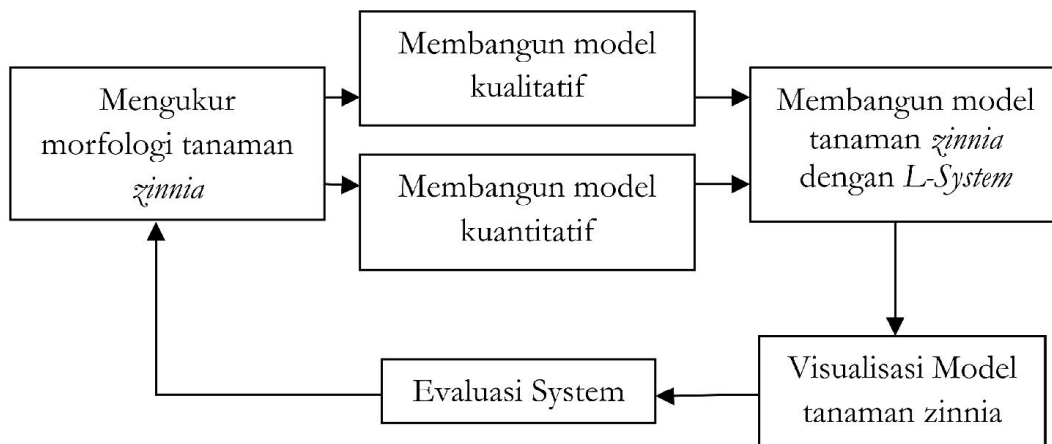 Mengukur
morfologi tanaman
zinnia
Membangun model
kualitatif
Membangun model
kuantitatif
Membangun model
tanaman zinnia
dengan L-System
Visualisasi Model
tanaman zinnia
Evaluasi System